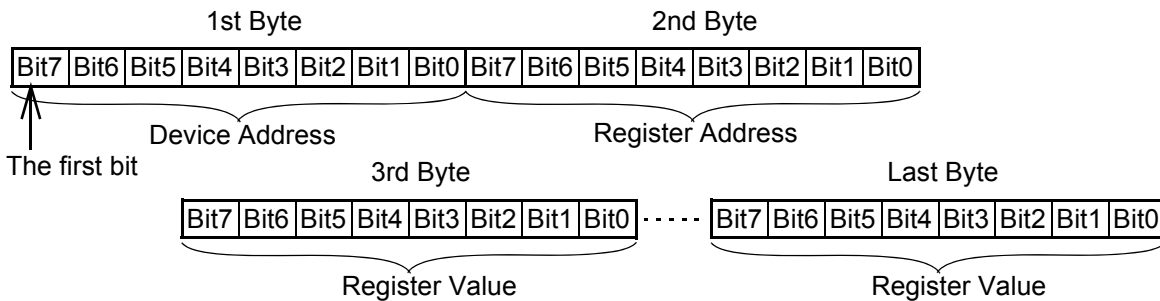 1st Byte 2nd Byte
Bit7 Bit6 Bit5 Bit4 Bit3 Bit2 Bit1 Bit0 Bit7 Bit6 Bit5 Bit4 Bit3 Bit2 Bit1 Bit0
Device Address Register Address
The first bit
3rd Byte Last Byte
Bit7 Bit6 Bit5 Bit4 Bit3 Bit2 Bit1 Bit0 Bit7 Bit6 Bit5 Bit4 Bit3 Bit2 Bit1 Bit0
Register Value Register Value